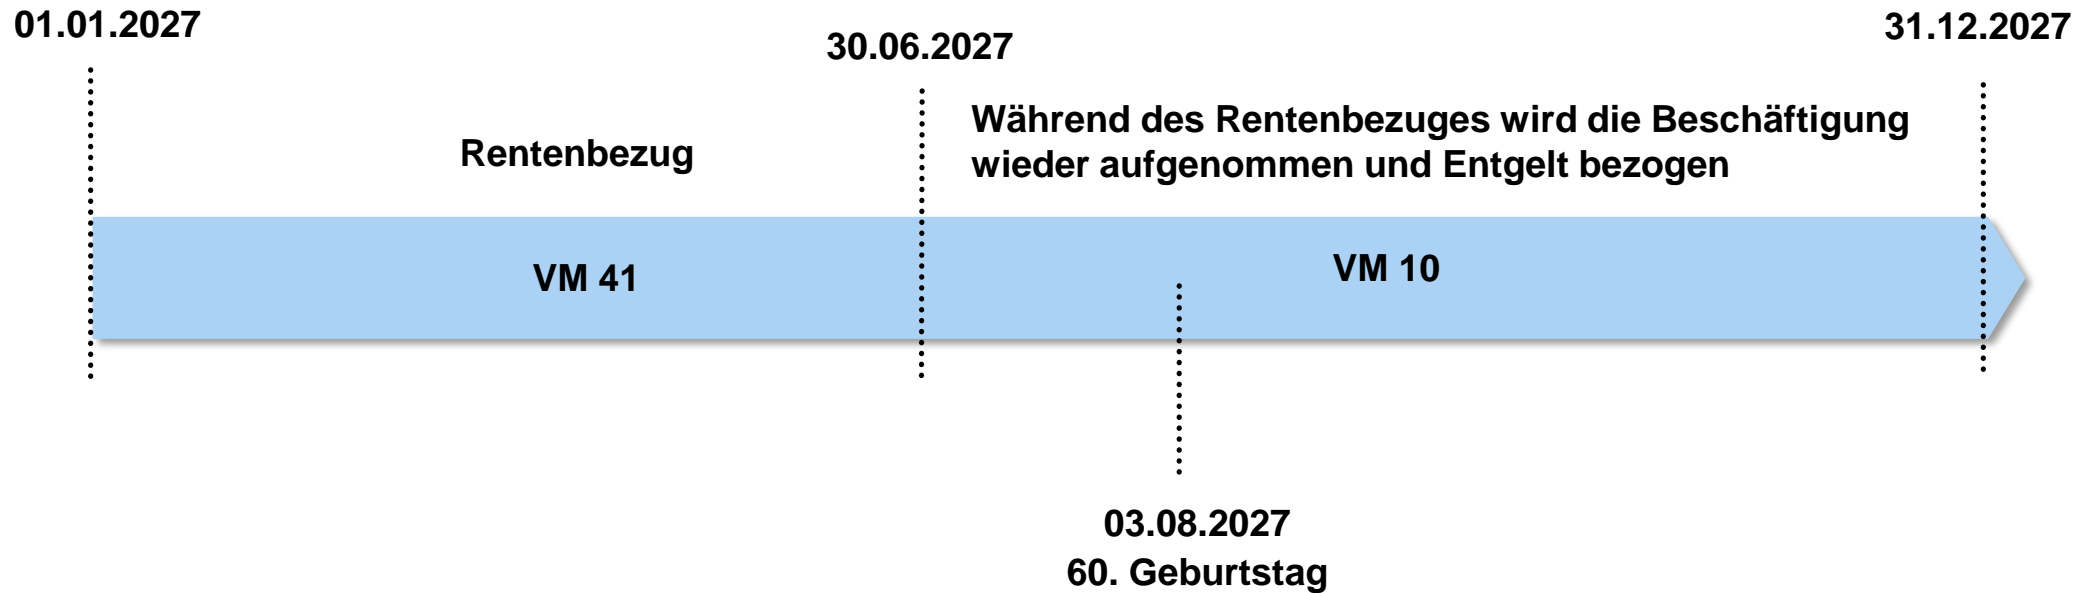 01.01.2027
30.06.2027
31.12.2027
Rentenbezug
Während des Rentenbezuges wird die Beschäftigung
wieder aufgenommen und Entgelt bezogen
VM 41
VM 10
03.08.2027
60. Geburtstag